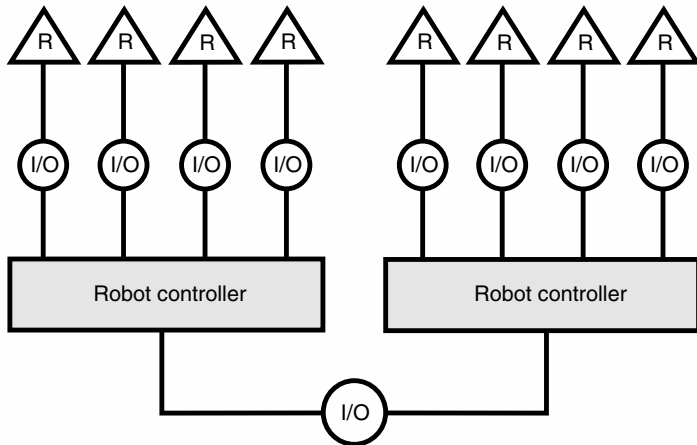 R R R R R R R R
I/O I/O I/O I/O I/O I/O I/O I/O
Robot controller Robot controller
I/O